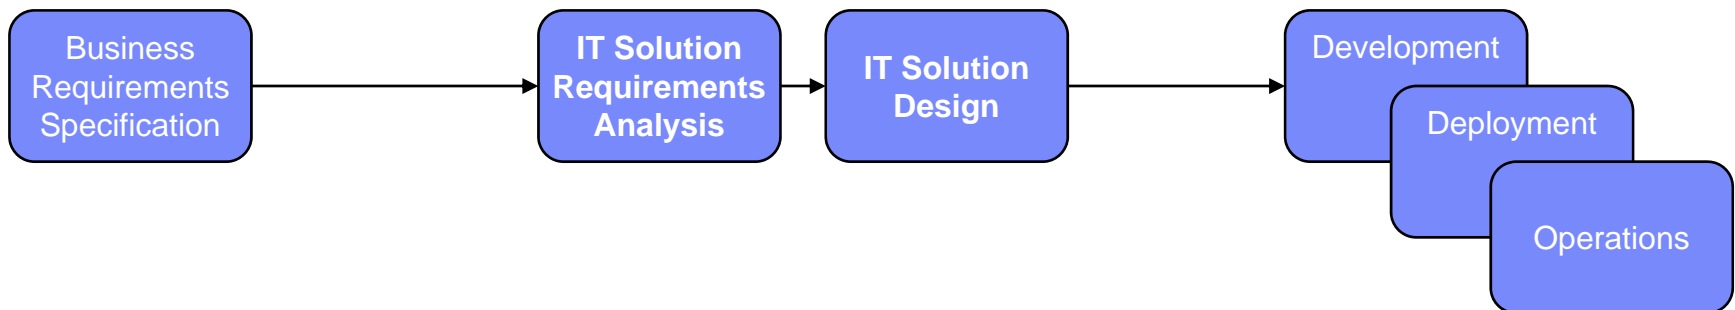 Business
Requirements
Specification
IT Solution
Requirements
Analysis
IT Solution
Design
Development
Deployment
Operations